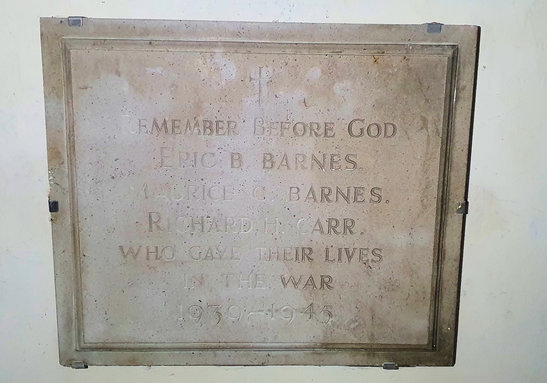 REMEMBER BEFORE GOD
ERIC B. BARNES.
MAURICE G. BARNES.
RICHARD H. CARR.
WHO GAVE THEIR LIVES
IN THE WAR
1939-1945